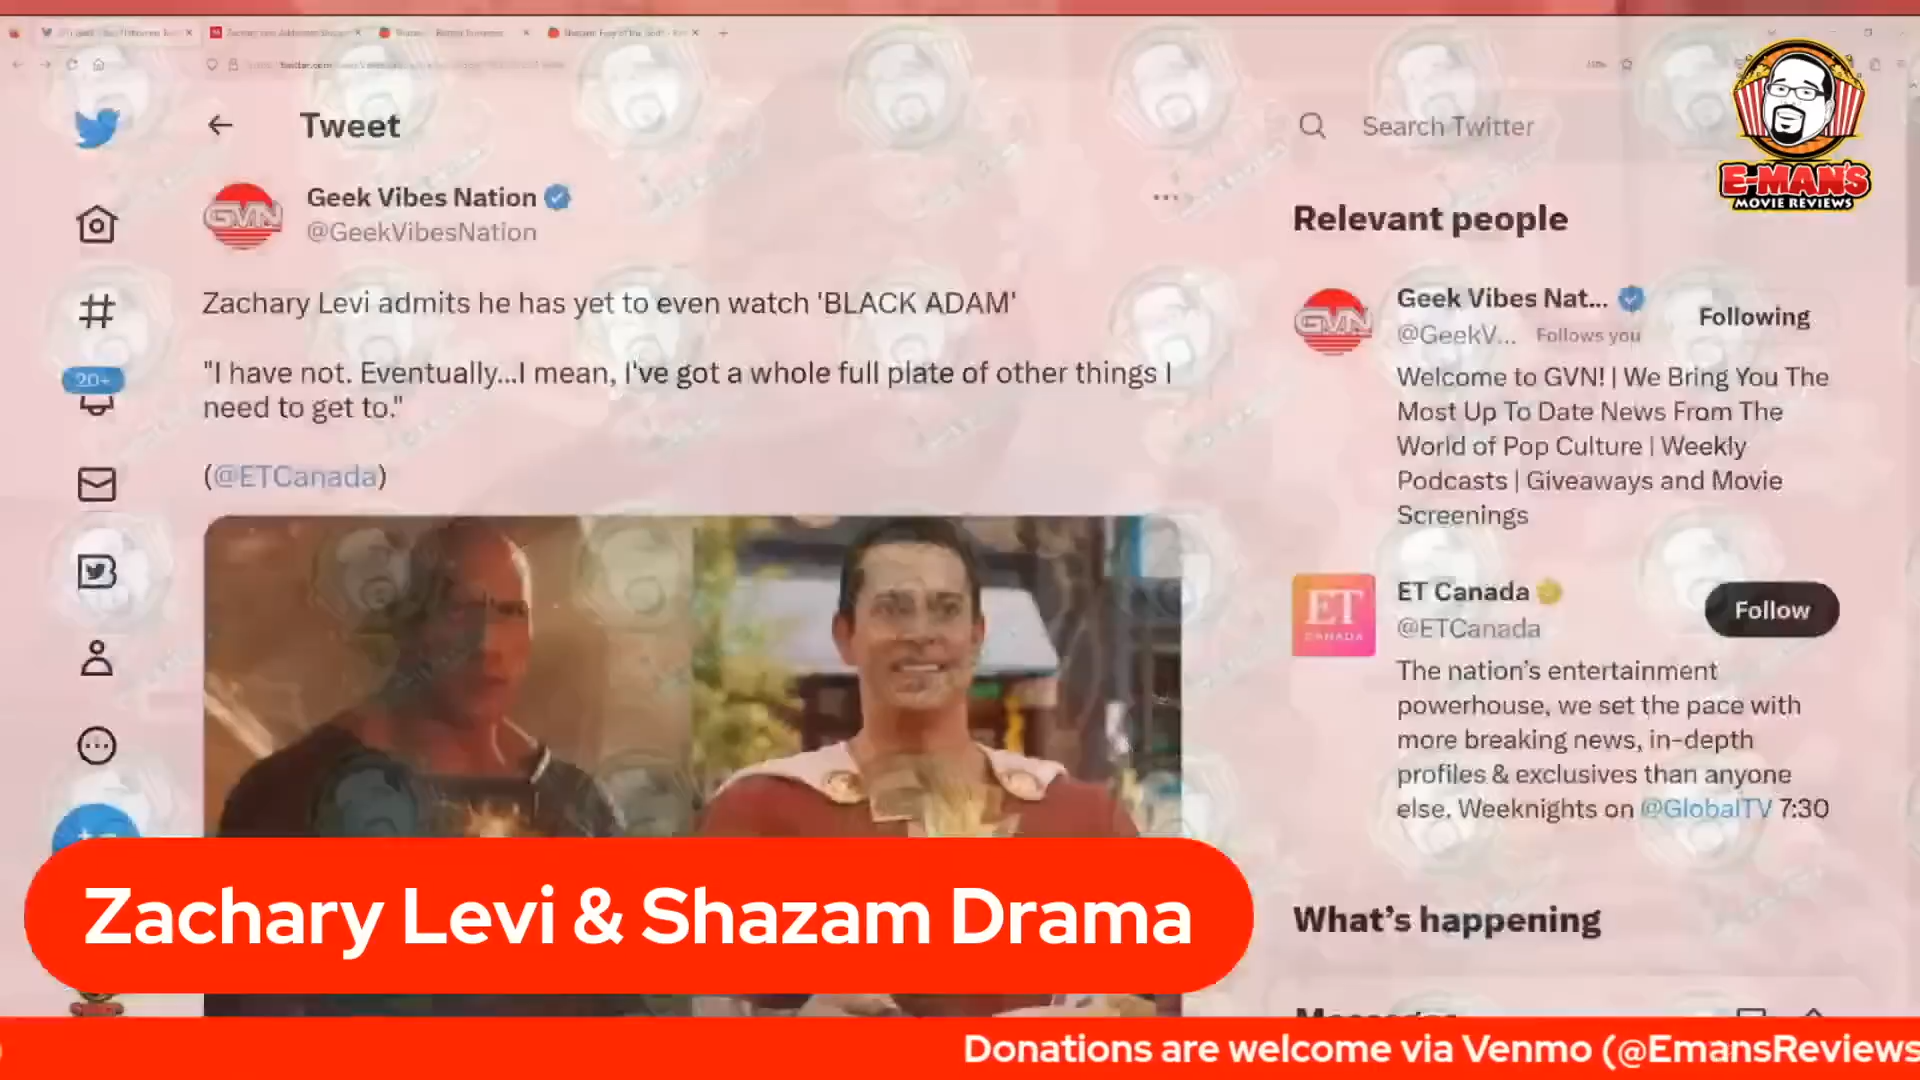 Tweet
Geek Vibes Nation
@GeekVibesNation
Zachary Levi admits he has yet to even watch 'BLACK ADAM'
"I have not. Eventually...I mean, I've got a whole full plate of other things I
need to get to."
(@ETCanada)
20+
Search Twitter
E-MAN'S
MOVIE REVIEWS
Relevant people
Geek Vibes Nat...
@GeekV... Follows you
Following
Welcome to GVN! | We Bring You The
Most Up To Date News From The
World of Pop Culture | Weekly
Podcasts | Giveaways and Movie
Screenings
ET
CANADA
ET Canada
@ETCanada
Follow
The nation's entertainment
powerhouse, we set the pace with
more breaking news, in-depth
profiles & exclusives than anyone
else. Weeknights on @GlobalTV 7:30
What's happening
Messages
GVN
GVN
Zachary Levi & Shazam Drama
Donations are welcome via Venmo (@EmansReviews